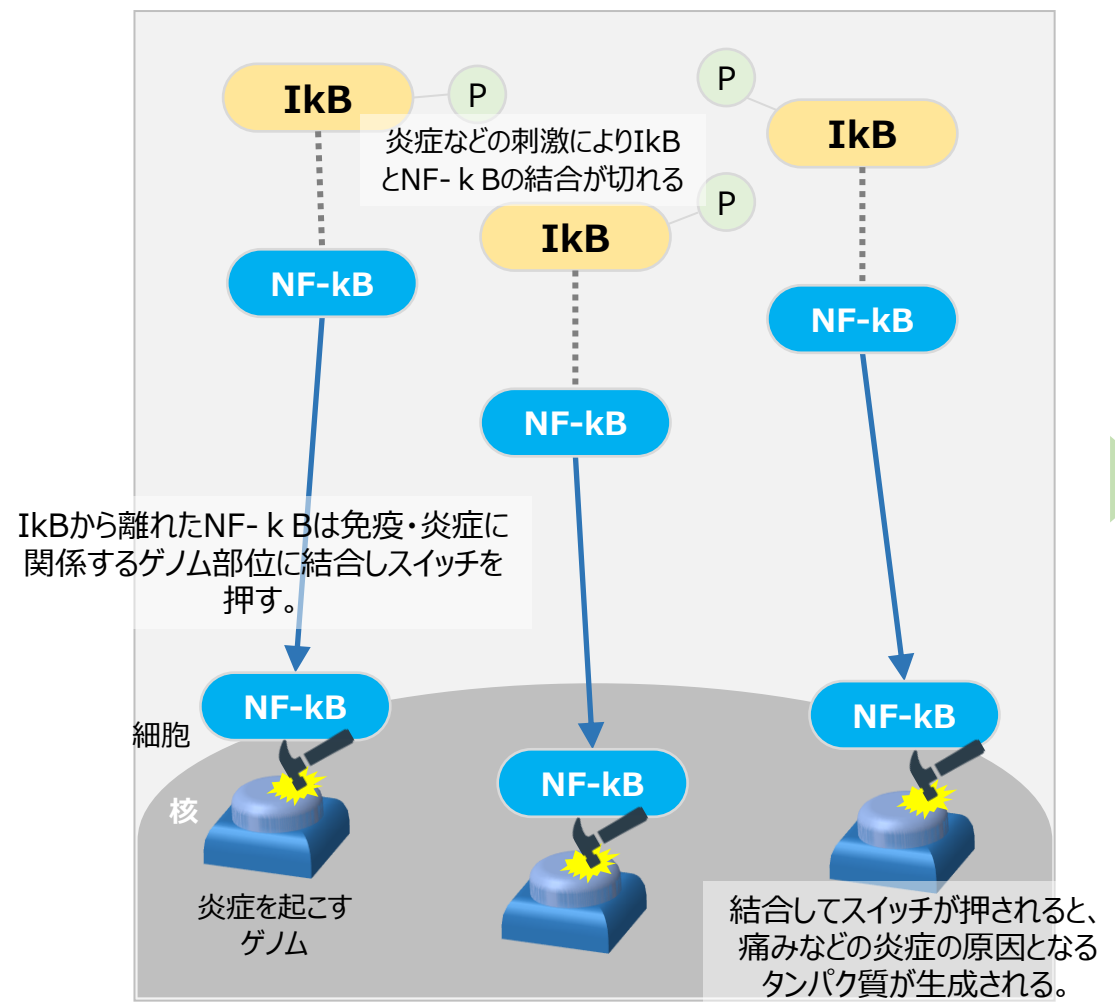 IkB
P
P
IkB
炎症などの刺激によりIkB
とNF-ｋBの結合が切れる
P
IkB
NF-kB
NF-kB
NF-kB
IkBから離れたNF-ｋBは免疫・炎症に
関係するゲノム部位に結合しスイッチを
押す。
NF-kB
NF-kB
細胞
NF-kB
核
炎症を起こす
ゲノム
結合してスイッチが押されると、
痛みなどの炎症の原因となる
タンパク質が生成される。